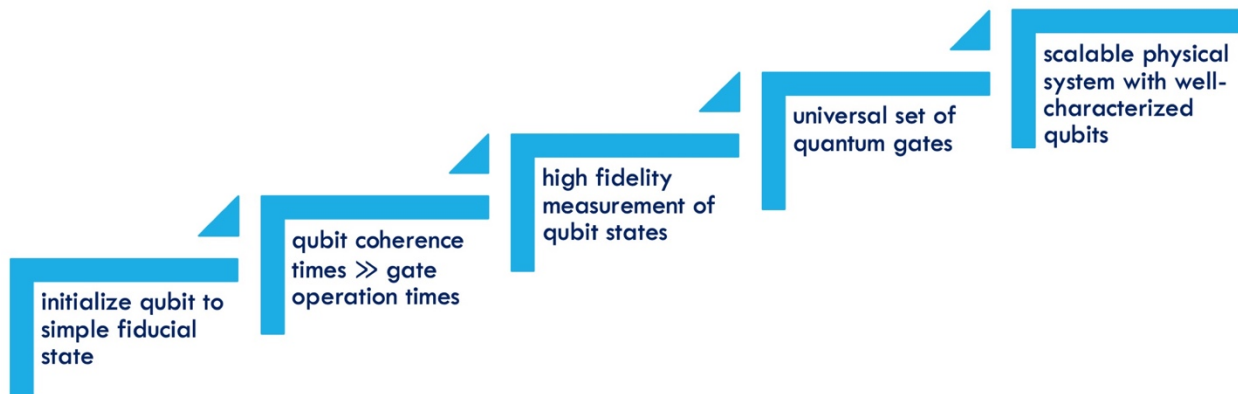 initialize qubit to
simple fiducial
state
qubit coherence
times ≫ gate
operation times
high fidelity
measurement of
qubit states
universal set of
quantum gates
scalable physical
system with well-
characterized
qubits